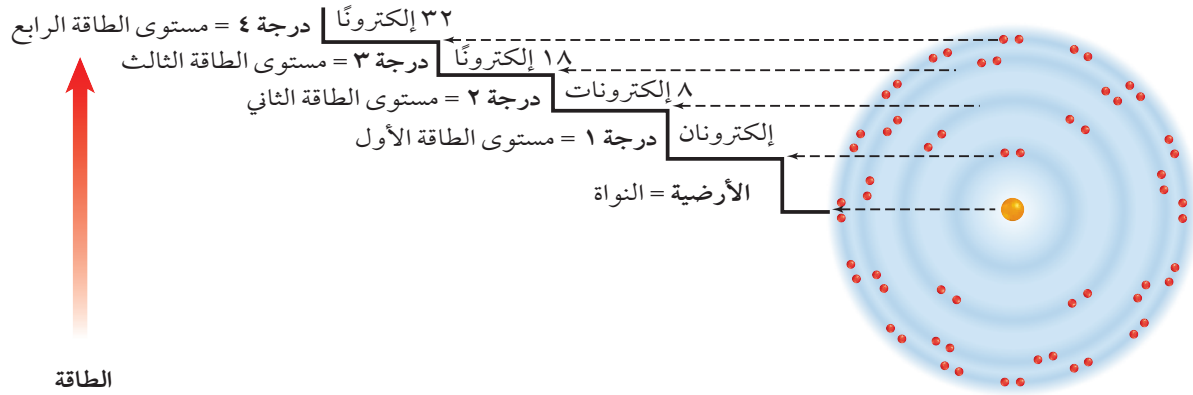 ٣٢ إلكترونًا
درجة ٤ = مستوى الطاقة الرابع
١٨ إلكترونًا
درجة ٣ = مستوى الطاقة الثالث
٨ إلكترونات
درجة ٢ = مستوى الطاقة الثاني
إلكترونان
درجة ١ = مستوى الطاقة الأول
الأرضية = النواة
الطاقة